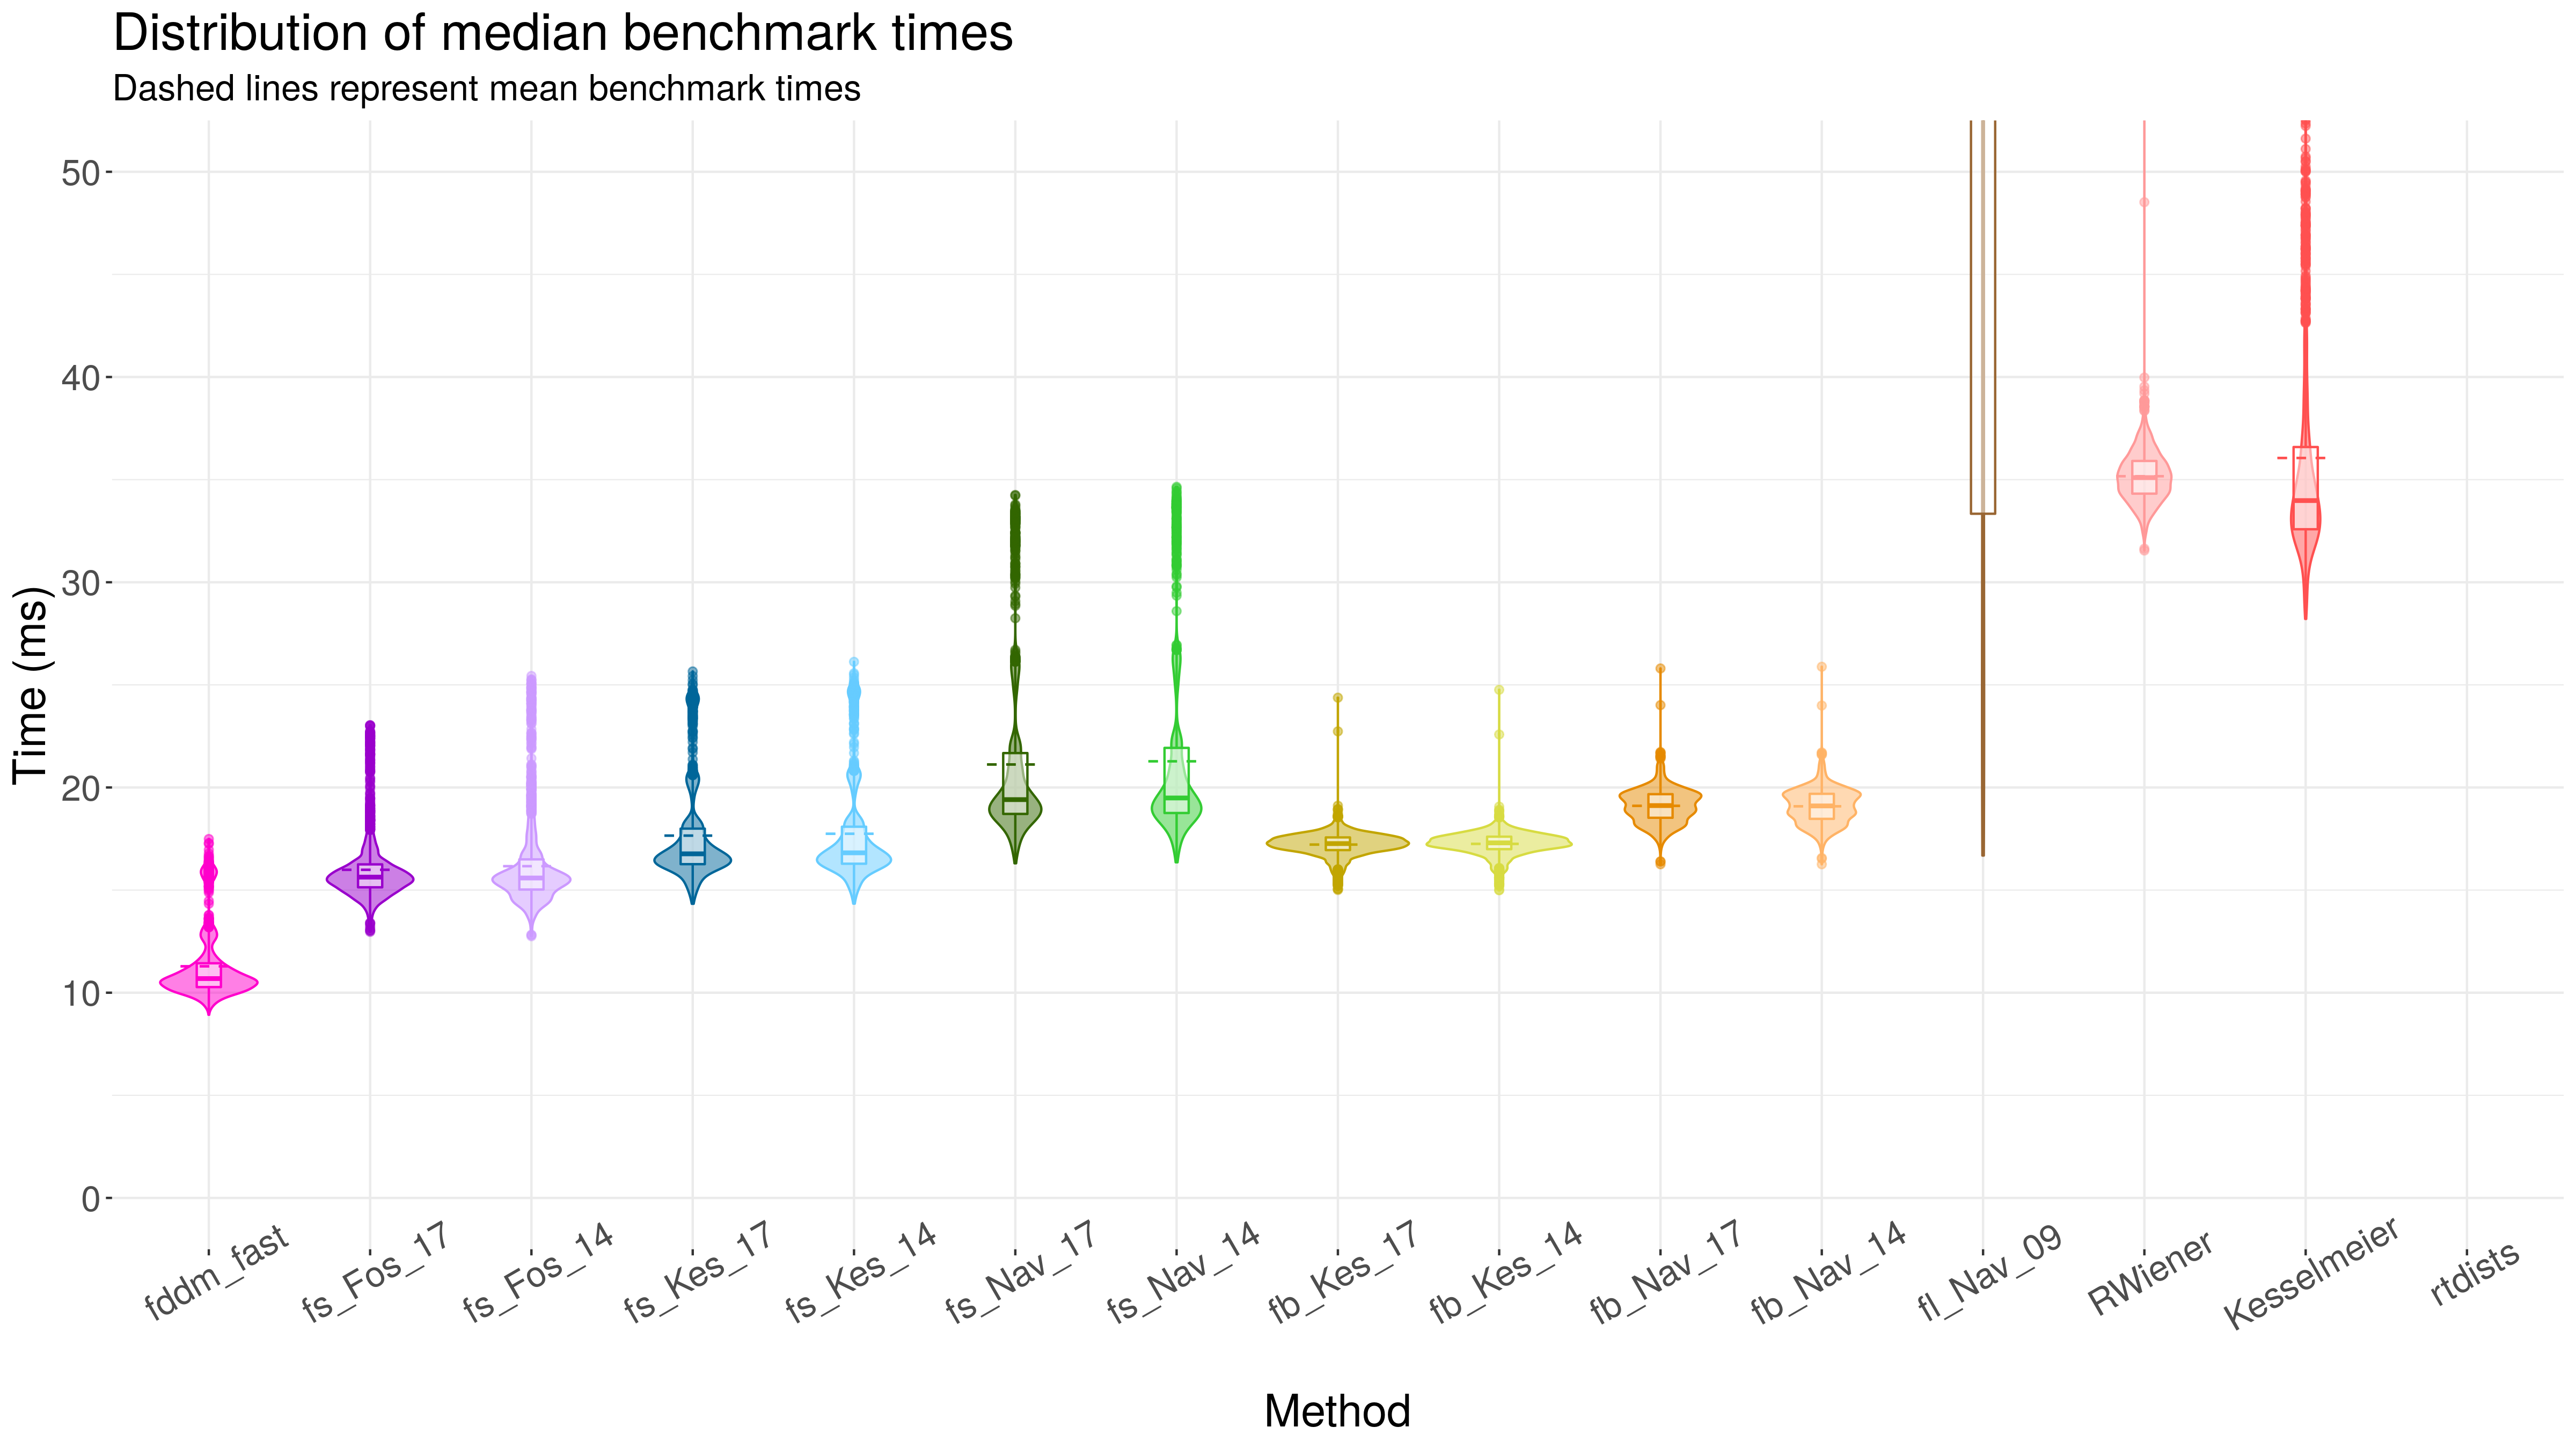 Distribution of median benchmark times
Dashed lines represent mean benchmark times
Time (ms)
50
40
30
20
10
0
fddm_fast
fs_Fos_17
fs_Fos_14
fs_Kes_17
fs_Kes_14
fs_Nav_17
fs_Nav_14
fb_Kes_17
fb_Kes_14
fb_Nav_17
fb_Nav_14
fl_Nav_09
RWiener
Kesselmeier
rtdists
Method